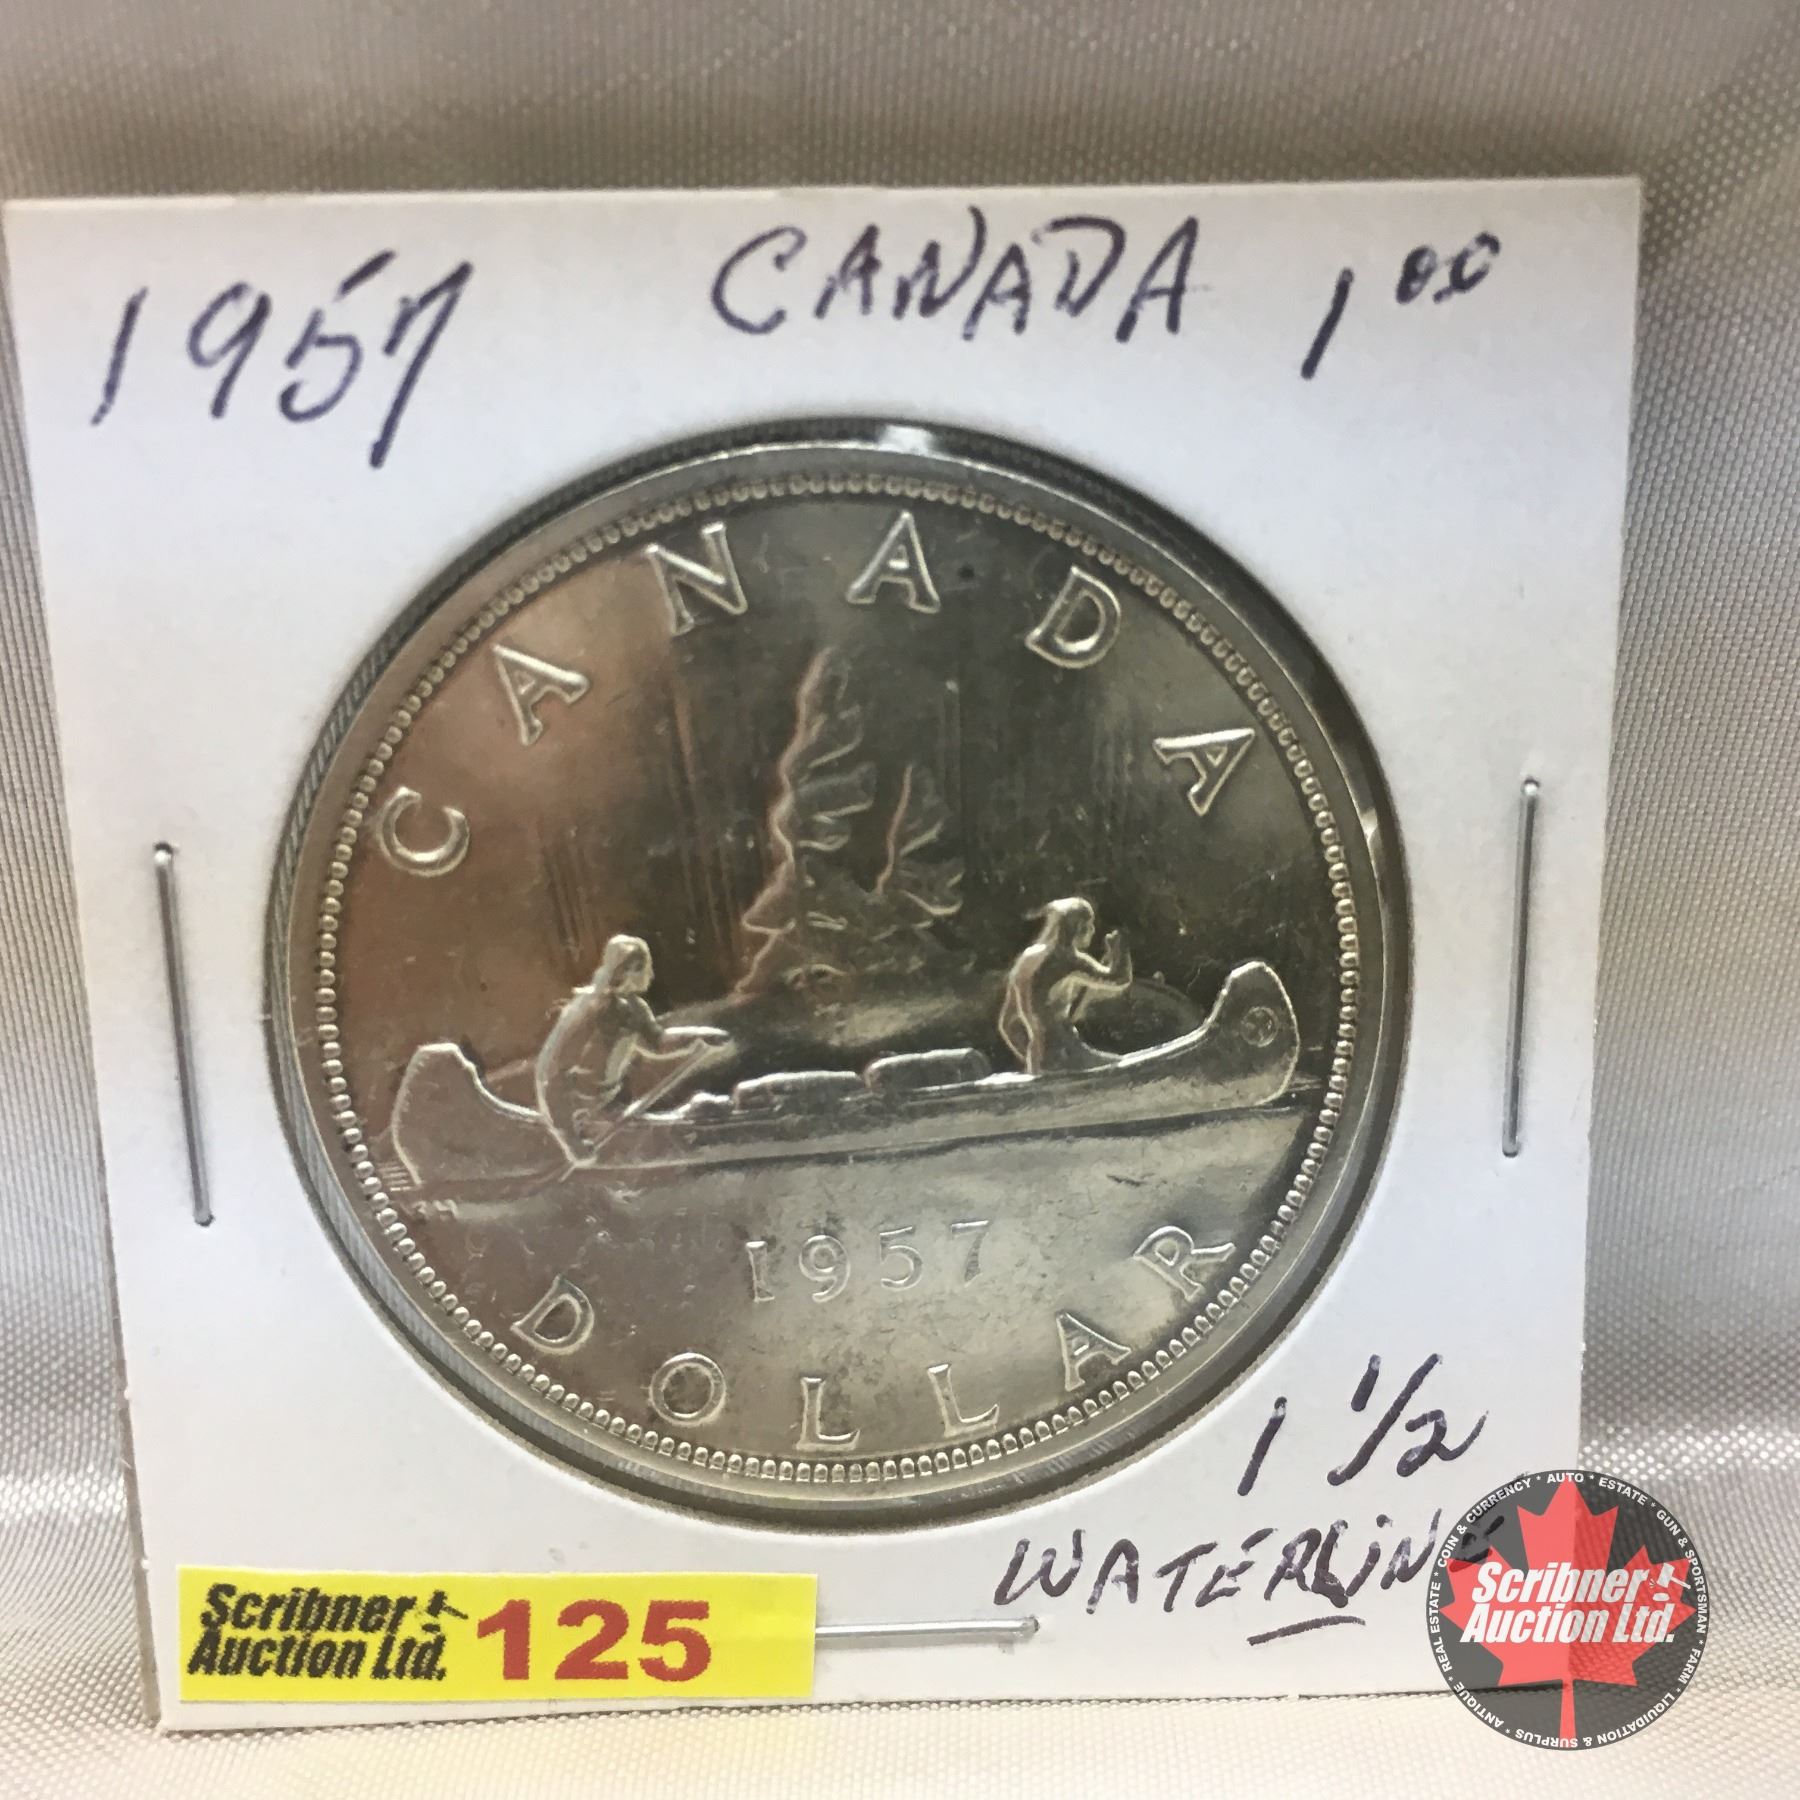 1957 CANADA 1.00
CANADA
1957
DOLLAR
1 1/2
WATERLINE
Scribner
Auction Ltd. 125
COIN & CURRENCY * AUTO * ESTATE * GUN & SPORTSMAN * FARM * LIQUIDATION & SURPLUS * ANTIQUE * REAL ESTATE *
Scribner
Auction Ltd.